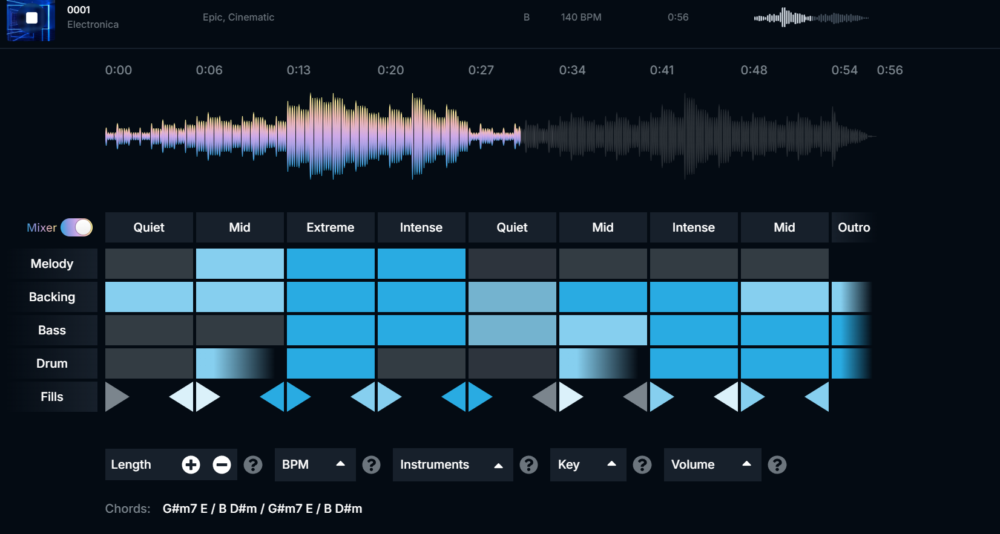 0001
Electronica
Epic, Cinematic
B
140 BPM
0:56
0:00 0:06 0:13 0:20 0:27 0:34 0:41 0:48 0:54 0:56
Mixer Quiet Mid Extreme Intense Quiet Mid Intense Mid Outro
Melody
Backing
Bass
Drum
Fills
Length + − ? BPM ? Instruments ? Key ? Volume ?
Chords: G#m7 E / B D#m / G#m7 E / B D#m